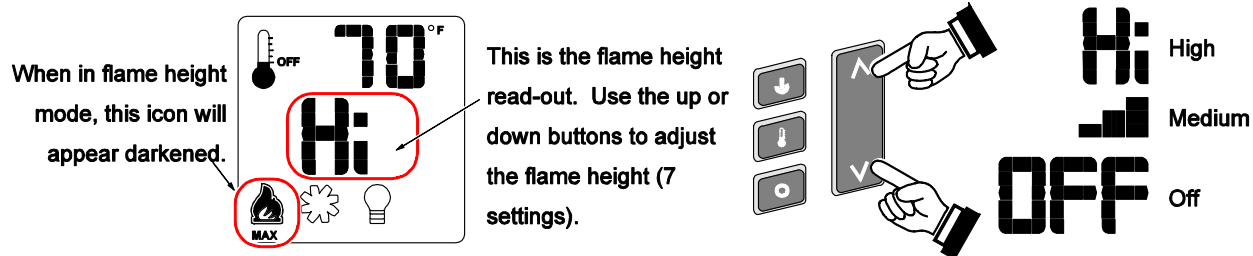 When in flame height
mode, this icon will
appear darkened.
OFF
70°F
Hi
MAX
This is the flame height
read-out. Use the up or
down buttons to adjust
the flame height (7
settings).
Hi High
Medium
OFF Off